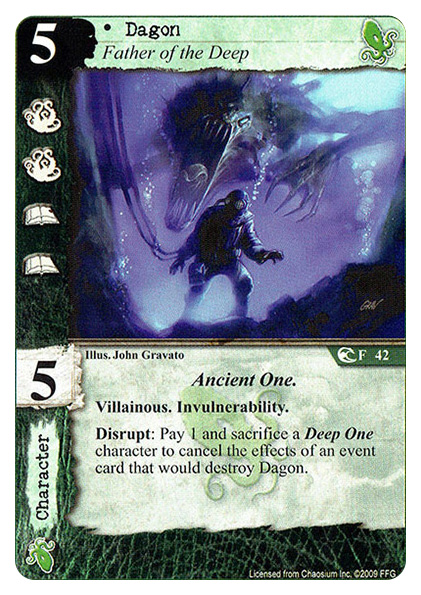 5
• Dagon
Father of the Deep
GRAV
Illus. John Gravato
F 42
5
Ancient One.
Villainous. Invulnerability.
Disrupt: Pay 1 and sacrifice a Deep One
character to cancel the effects of an event
card that would destroy Dagon.
Character
Licensed from Chaosium Inc. ©2009 FFG